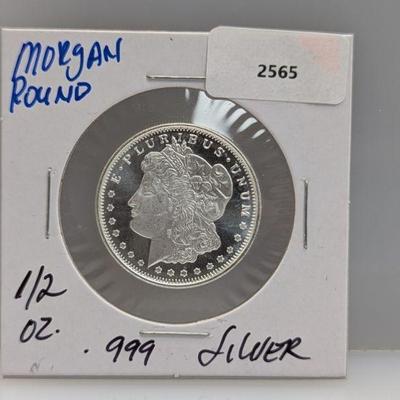 MORGAN
ROUND
2565
E·PLURIBUS·UNUM
1/2
OZ.
.999 SILVER